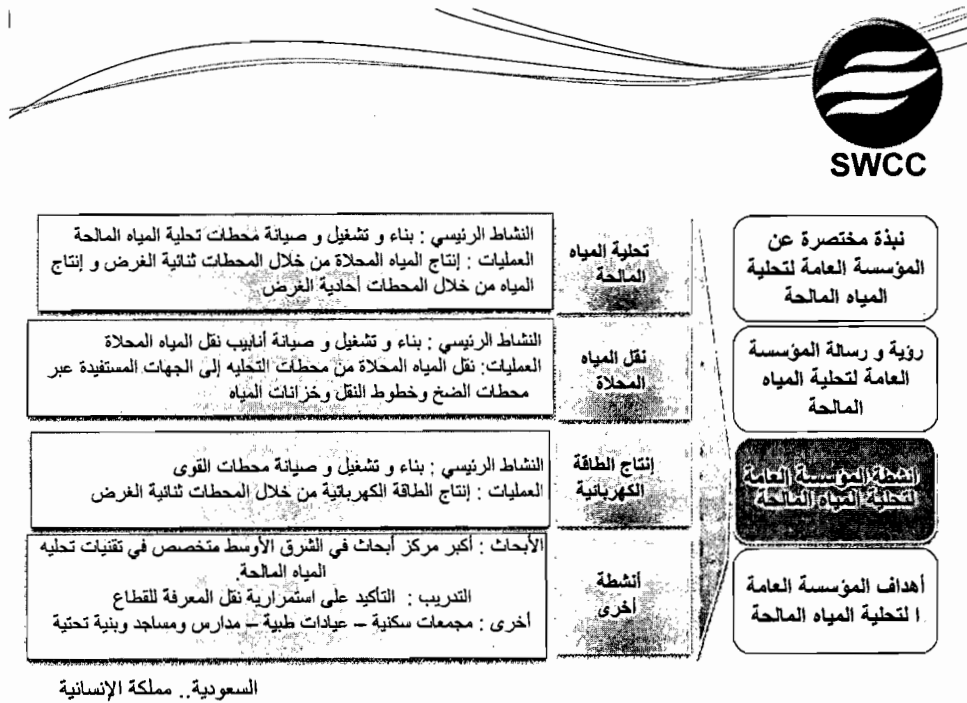 SWCC
نبذة مختصرة عن
المؤسسة العامة لتحلية
المياه المالحة
رؤية و رسالة المؤسسة
العامة لتحلية المياه
المالحة
أنشطة المؤسسة العامة
لتحلية المياه المالحة
أهداف المؤسسة العامة
ا لتحلية المياه المالحة
تحلية المياه
المالحة
النشاط الرئيسي : بناء و تشغيل و صيانة محطات تحلية المياه المالحة
العمليات : إنتاج المياه المحلاة من خلال المحطات ثنائية الغرض و إنتاج
المياه من خلال المحطات أحادية الغرض
نقل المياه
المحلاة
النشاط الرئيسي : بناء و تشغيل و صيانة أنابيب نقل المياه المحلاة
العمليات: نقل المياه المحلاة من محطات التحليه إلى الجهات المستفيدة عبر
محطات الضخ وخطوط النقل وخزانات المياه
إنتاج الطاقة
الكهربائية
النشاط الرئيسي : بناء و تشغيل و صيانة محطات القوى
العمليات : إنتاج الطاقة الكهربائية من خلال المحطات ثنائية الغرض
أنشطة
أخرى
الأبحاث : أكبر مركز أبحاث في الشرق الأوسط متخصص في تقنيات تحليه
المياه المالحة.
التدريب : التأكيد على استمرارية نقل المعرفة للقطاع
أخرى : مجمعات سكنية – عيادات طبية – مدارس ومساجد وبنية تحتية
السعودية.. مملكة الإنسانية